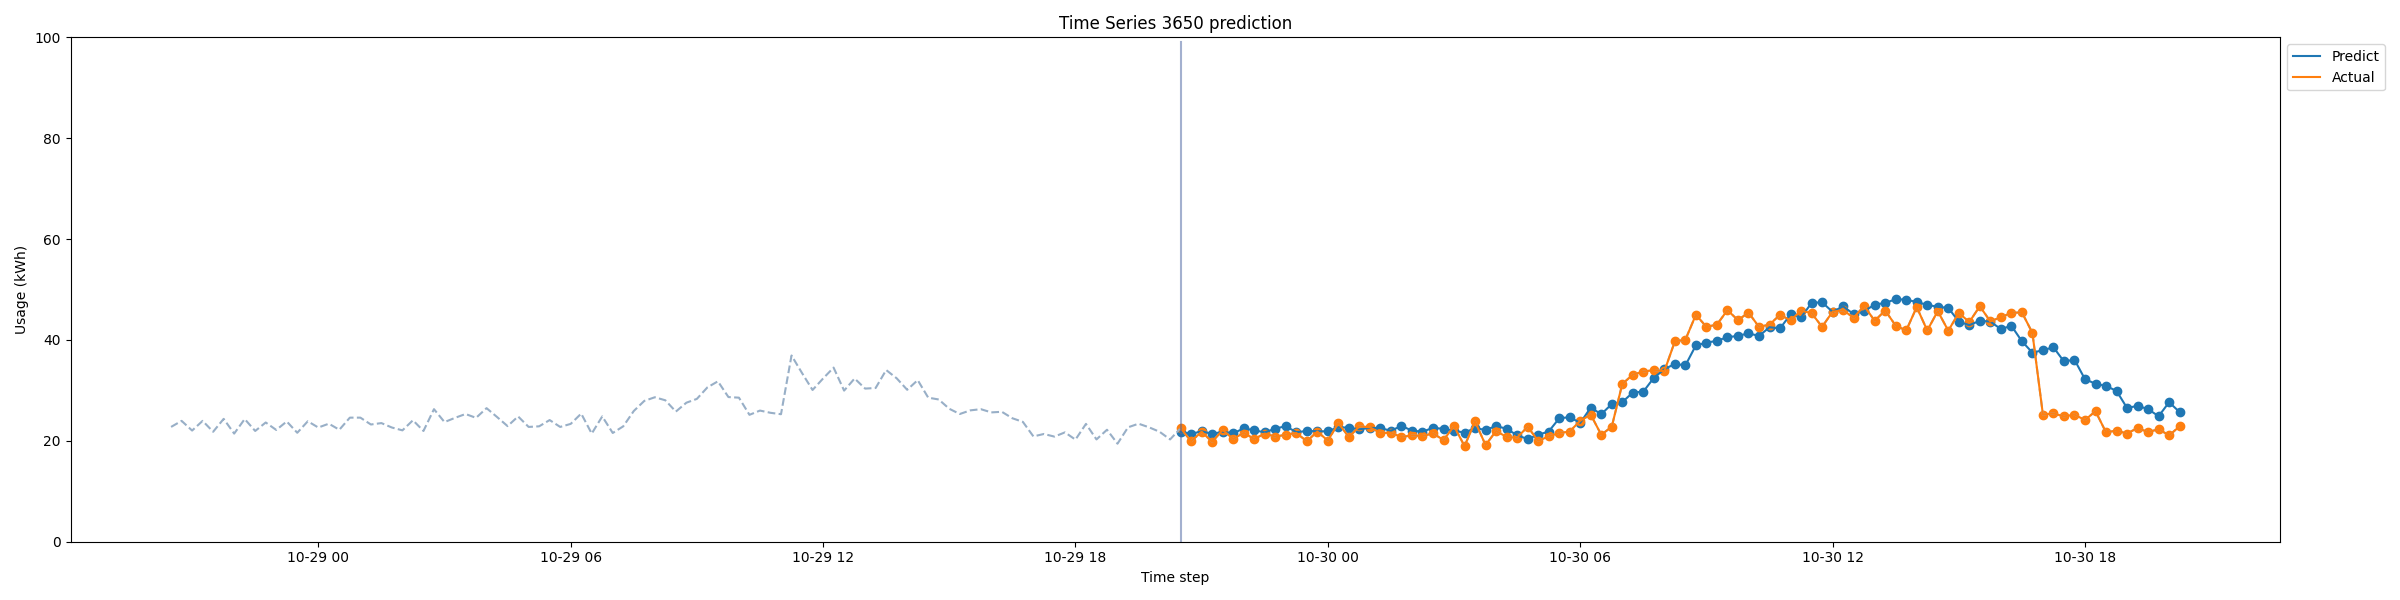 Time Series 3650 prediction
100
80
60
40
20
0
Usage (kWh)
Predict
Actual
10-29 00 10-29 06 10-29 12 10-29 18 10-30 00 10-30 06 10-30 12 10-30 18
Time step